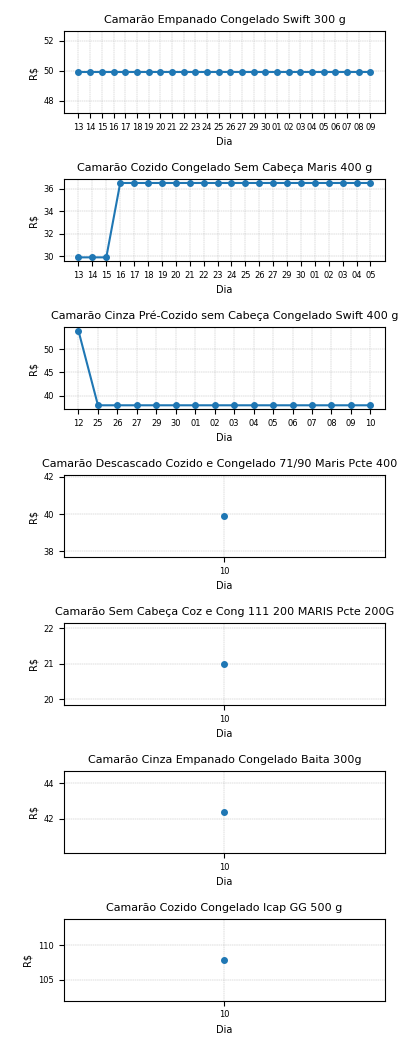 Camarão Empanado Congelado Swift 300 g
52
50
48
R$
13 14 15 16 17 18 19 20 21 22 23 24 25 26 27 29 30 01 02 03 04 05 06 07 08 09
Dia
Camarão Cozido Congelado Sem Cabeça Maris 400 g
36
34
32
30
R$
13 14 15 16 17 18 19 20 21 22 23 24 25 26 27 29 30 01 02 03 04 05
Dia
Camarão Cinza Pré-Cozido sem Cabeça Congelado Swift 400 g
50
45
40
R$
12 25 26 27 29 30 01 02 03 04 05 06 07 08 09 10
Dia
Camarão Descascado Cozido e Congelado 71/90 Maris Pcte 400
42
40
38
R$
10
Dia
Camarão Sem Cabeça Coz e Cong 111 200 MARIS Pcte 200G
22
21
20
R$
10
Dia
Camarão Cinza Empanado Congelado Baita 300g
44
42
R$
10
Dia
Camarão Cozido Congelado Icap GG 500 g
110
105
R$
10
Dia